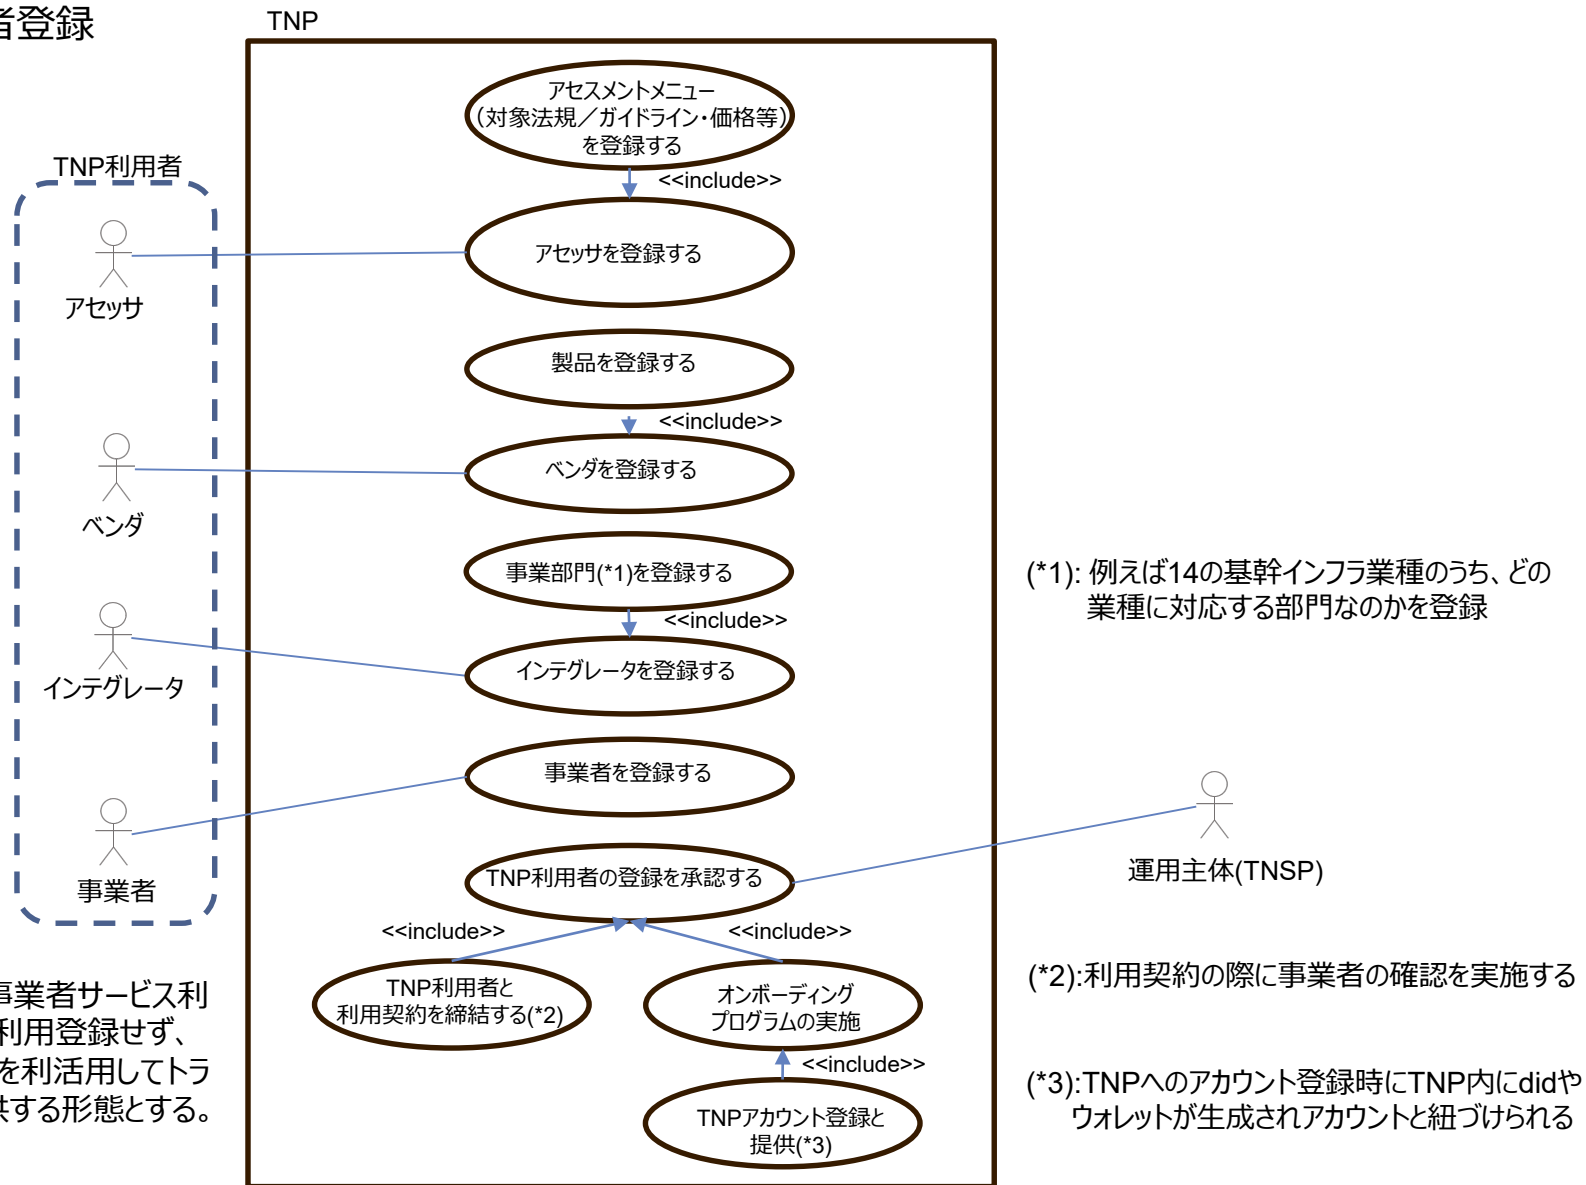 者登録
TNP
アセスメントメニュー
（対象法規／ガイドライン・価格等）
を登録する
<<include>>
TNP利用者
アセッサを登録する
アセッサ
製品を登録する
<<include>>
ベンダを登録する
ベンダ
事業部門(*1)を登録する
(*1): 例えば14の基幹インフラ業種のうち、どの
業種に対応する部門なのかを登録
<<include>>
インテグレータを登録する
インテグレータ
事業者を登録する
事業者
TNP利用者の登録を承認する
運用主体(TNSP)
<<include>>
<<include>>
TNP利用者と
利用契約を締結する(*2)
オンボーディング
プログラムの実施
(*2):利用契約の際に事業者の確認を実施する
事業者サービス利
利用登録せず、
を利活用してトラ
供する形態とする。
<<include>>
TNPアカウント登録と
提供(*3)
(*3):TNPへのアカウント登録時にTNP内にdidや
ウォレットが生成されアカウントと紐づけられる